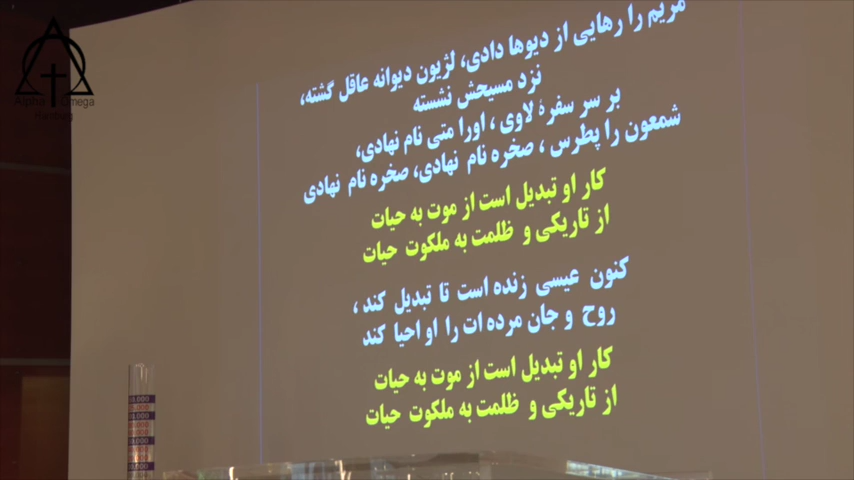 مریم را رهایی از دیوها دادی، لژیون دیوانه عاقل گشته،
نزد مسیحش نشسته
بر سر سفرهٔ لاوی ، اورا متی نام نهادی،
شمعون را پطرس ، صخره نام نهادی، صخره نام نهادی
کار او تبدیل است از موت به حیات
از تاریکی و ظلمت به ملکوت حیات
کنون عیسی زنده است تا تبدیل کند ،
روح و جان مرده ات را او احیا کند
کار او تبدیل است از موت به حیات
از تاریکی و ظلمت به ملکوت حیات
Alpha Omega